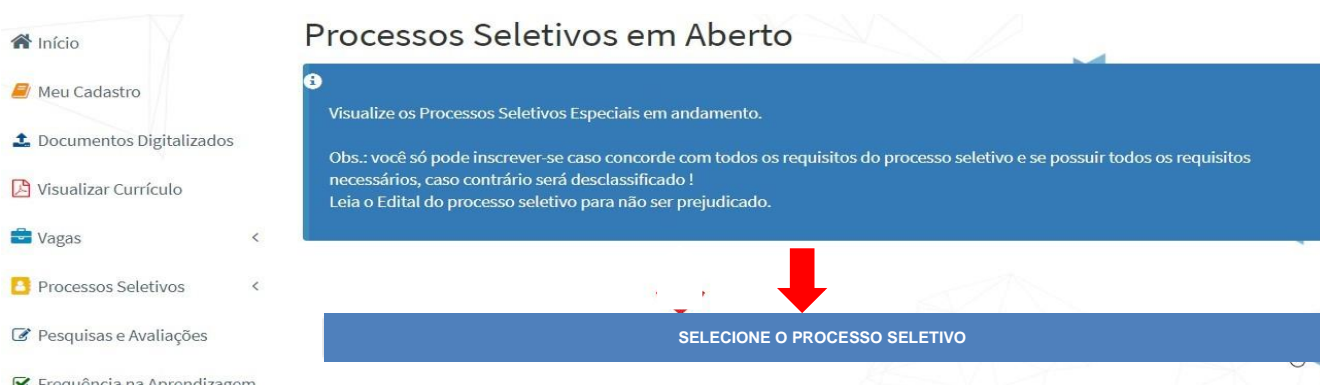 Início
Meu Cadastro
Documentos Digitalizados
Visualizar Currículo
Vagas
Processos Seletivos
Pesquisas e Avaliações
Frequência na Aprendizagem
Processos Seletivos em Aberto
Visualize os Processos Seletivos Especiais em andamento.
Obs.: você só pode inscrever-se caso concorde com todos os requisitos do processo seletivo e se possuir todos os requisitos
necessários, caso contrário será desclassificado !
Leia o Edital do processo seletivo para não ser prejudicado.
SELECIONE O PROCESSO SELETIVO